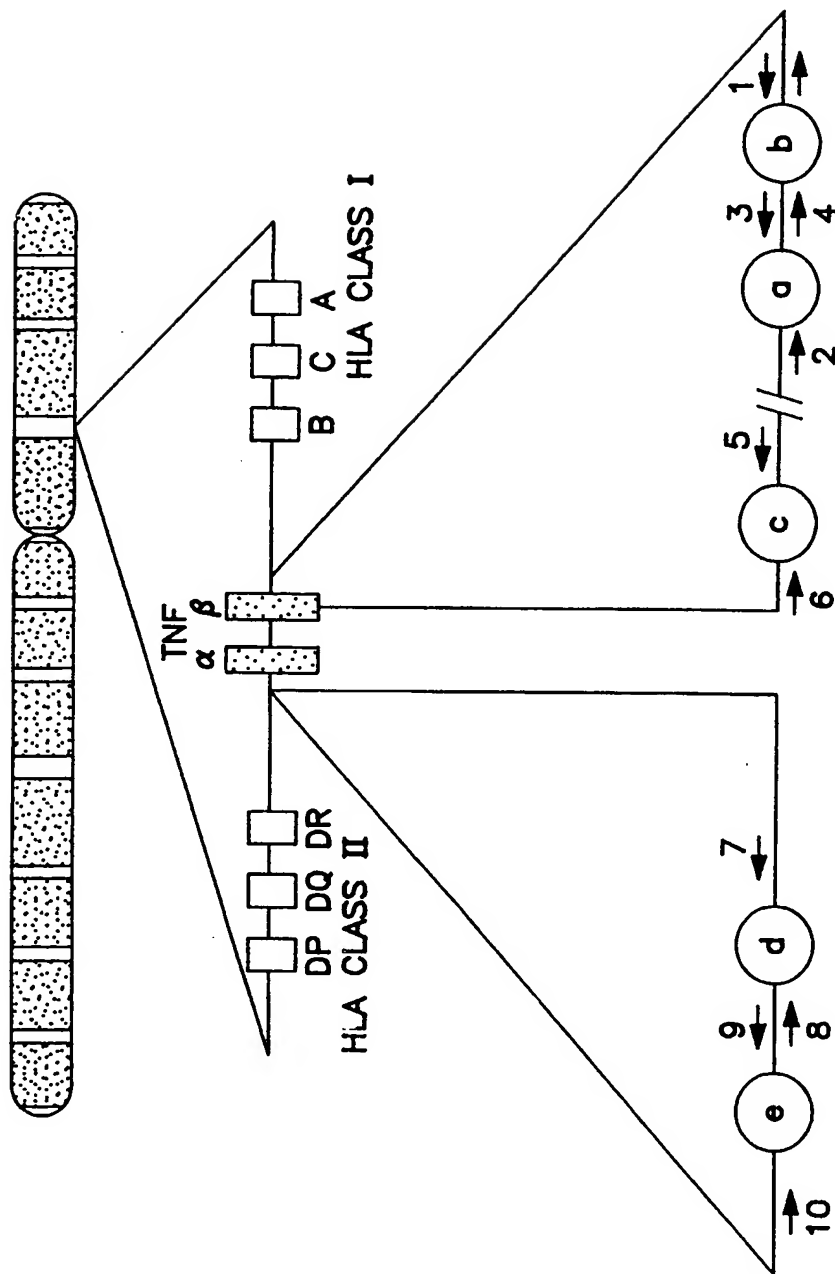 TNF
α β
DP DQ DR
HLA CLASS II
B C A
HLA CLASS I
9 7 5 3 1
e d c a b
10 8 6 2 4